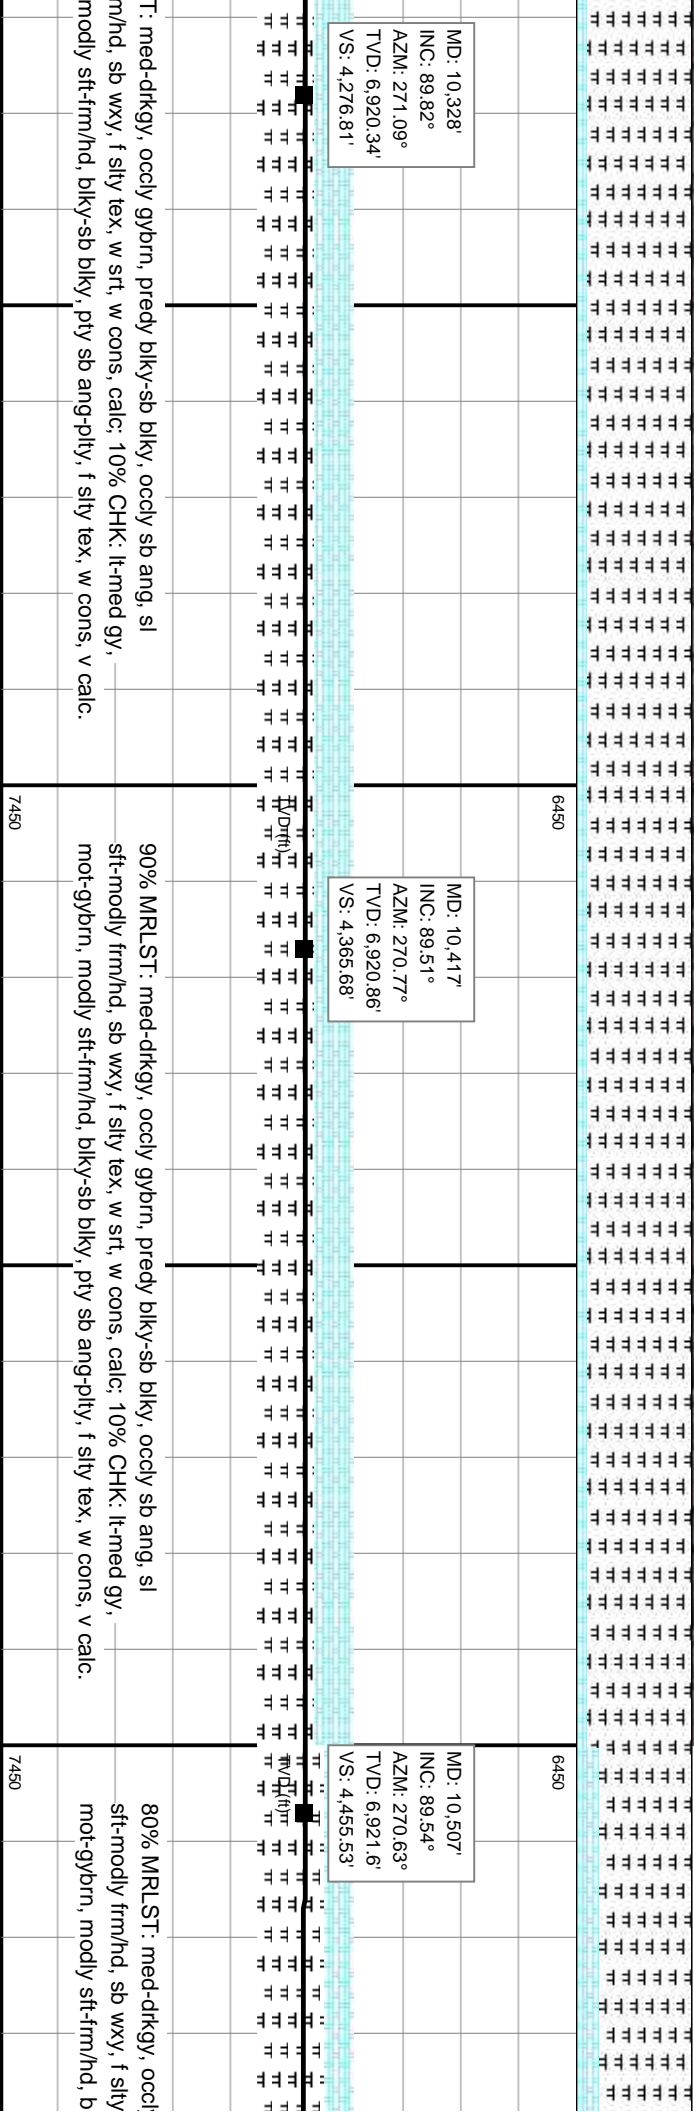 MD: 10,328'
INC: 89.82°
AZM: 271.09°
TVD: 6,920.34'
VS: 4,276.81'
T: med-drkgy, occly gybrn, predy blky-sb blky, occly sb ang, sl
m/hd, sb wxy, f slty tex, w srt, w cons, calc; 10% CHK: lt-med gy,
modly sft-frm/hd, blky-sb blky, pty sb ang-plty, f slty tex, w cons, v calc.
6450
TVD (ft)
7450
MD: 10,417'
INC: 89.51°
AZM: 270.77°
TVD: 6,920.86'
VS: 4,365.68'
90% MRLST: med-drkgy, occly gybrn, predy blky-sb blky, occly sb ang, sl
sft-modly frm/hd, sb wxy, f slty tex, w srt, w cons, calc; 10% CHK: lt-med gy,
mot-gybrn, modly sft-frm/hd, blky-sb blky, pty sb ang-plty, f slty tex, w cons, v calc.
6450
TVD (ft)
7450
MD: 10,507'
INC: 89.54°
AZM: 270.63°
TVD: 6,921.6'
VS: 4,455.53'
80% MRLST: med-drkgy, occl
sft-modly frm/hd, sb wxy, f slty
mot-gybrn, modly sft-frm/hd, b